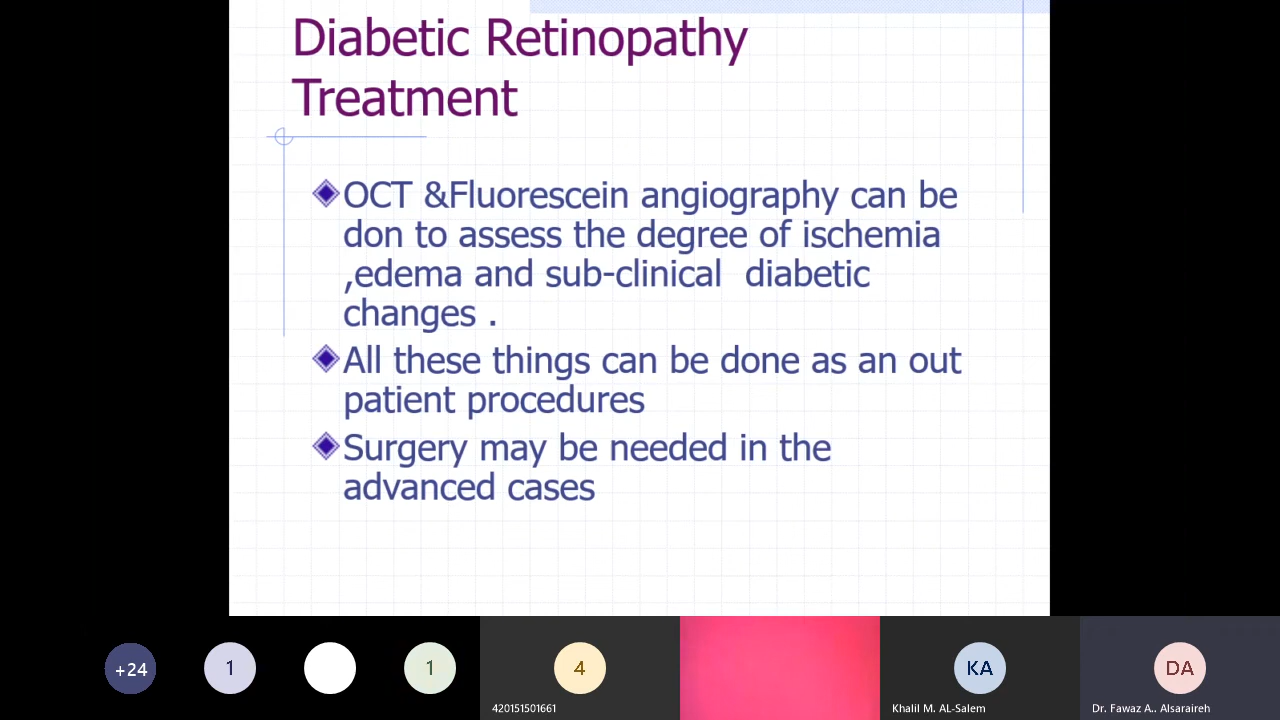 Diabetic Retinopathy
Treatment
OCT &Fluorescein angiography can be
don to assess the degree of ischemia
,edema and sub-clinical  diabetic
changes .
All these things can be done as an out
patient procedures
Surgery may be needed in the
advanced cases
+24
1
1
4
KA
DA
420151501661
Khalil M. AL-Salem
Dr. Fawaz A.. Alsaraireh